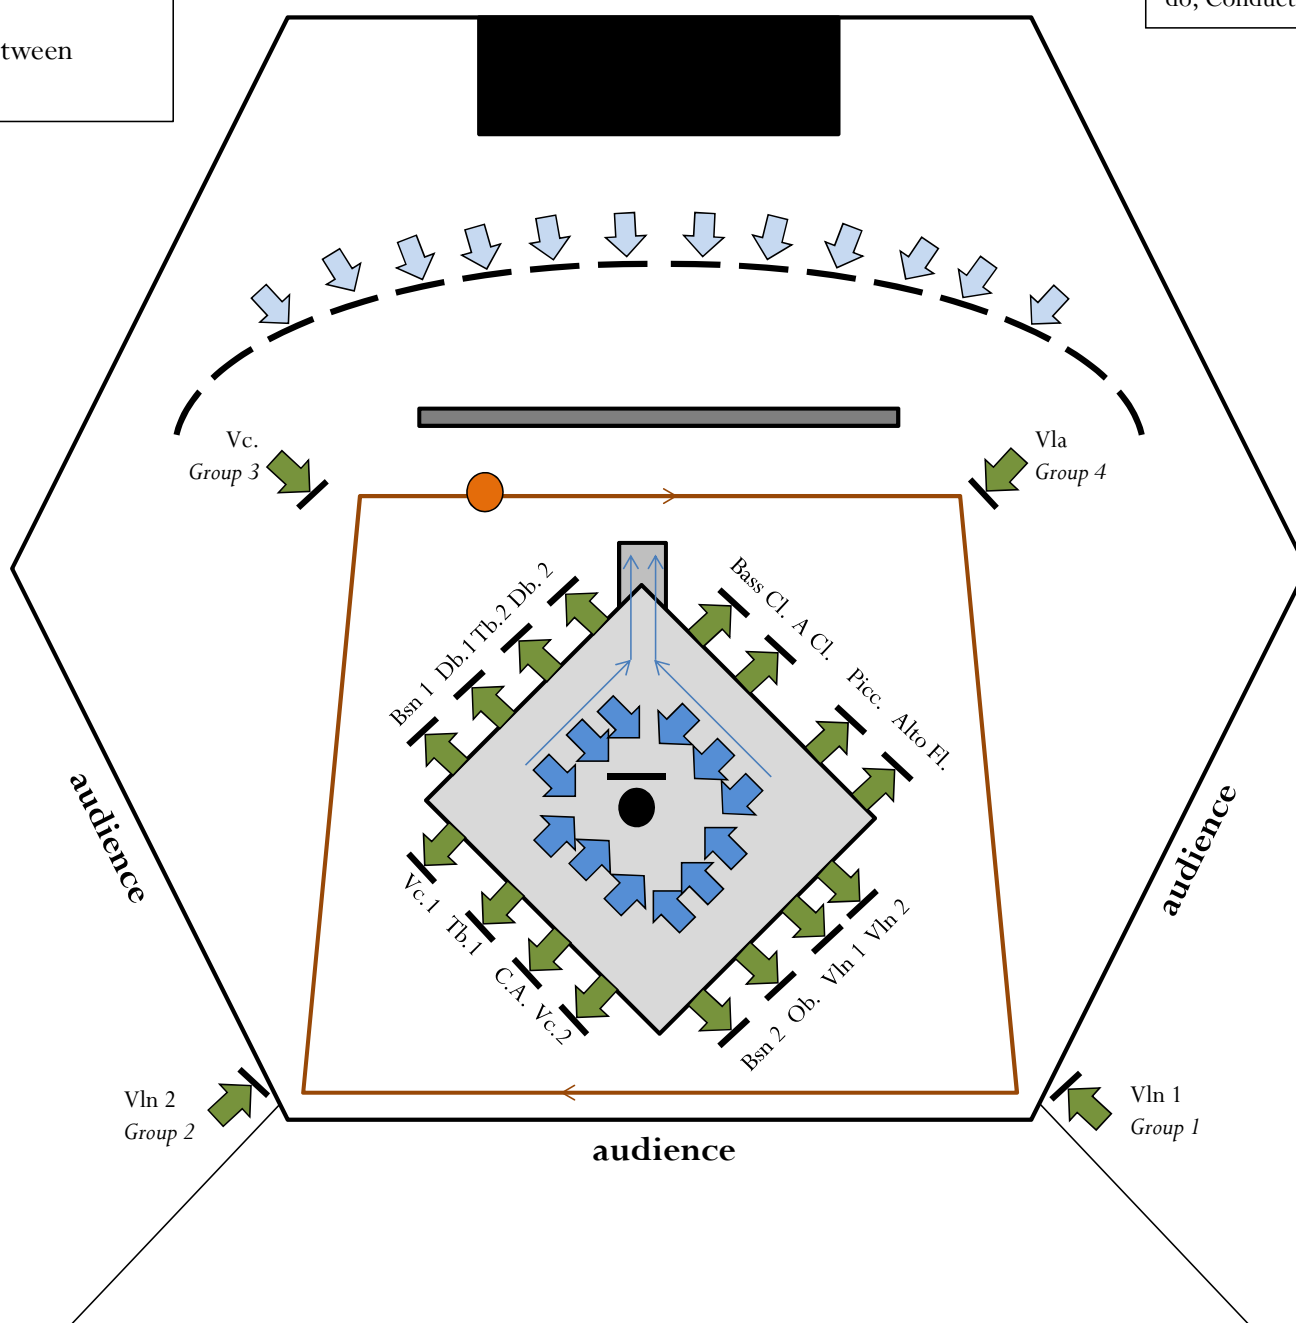 tween
do, Conduct
Vc.
Group 3
Vla
Group 4
Bsn 1 Db.1 Tb.2 Db. 2
Bass Cl. A Cl. Picc. Alto Fl.
Vc.1 Tb.1 C.A. Vc.2
Bsn 2 Ob. Vln 1 Vln 2
audience
audience
Vln 2
Group 2
Vln 1
Group 1
audience